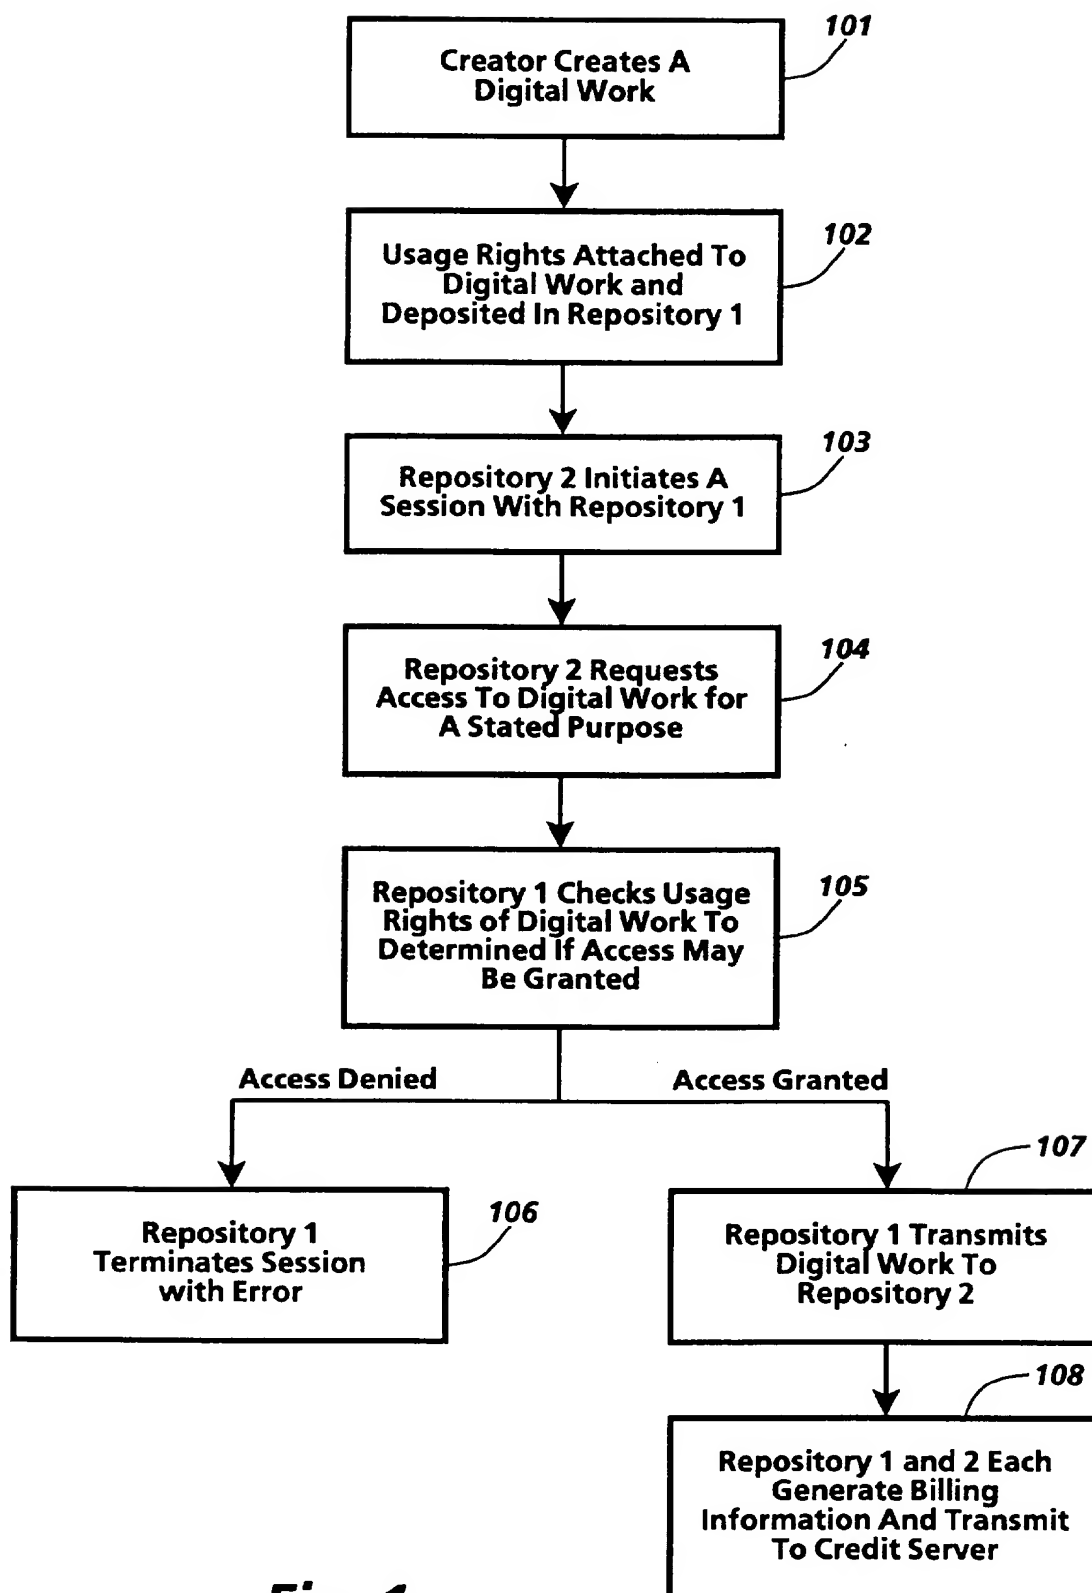 101
Creator Creates A
Digital Work
102
Usage Rights Attached To
Digital Work and
Deposited In Repository 1
103
Repository 2 Initiates A
Session With Repository 1
104
Repository 2 Requests
Access To Digital Work for
A Stated Purpose
105
Repository 1 Checks Usage
Rights of Digital Work To
Determined If Access May
Be Granted
Access Denied
Access Granted
106
Repository 1
Terminates Session
with Error
107
Repository 1 Transmits
Digital Work To
Repository 2
108
Repository 1 and 2 Each
Generate Billing
Information And Transmit
To Credit Server
Fig. 1